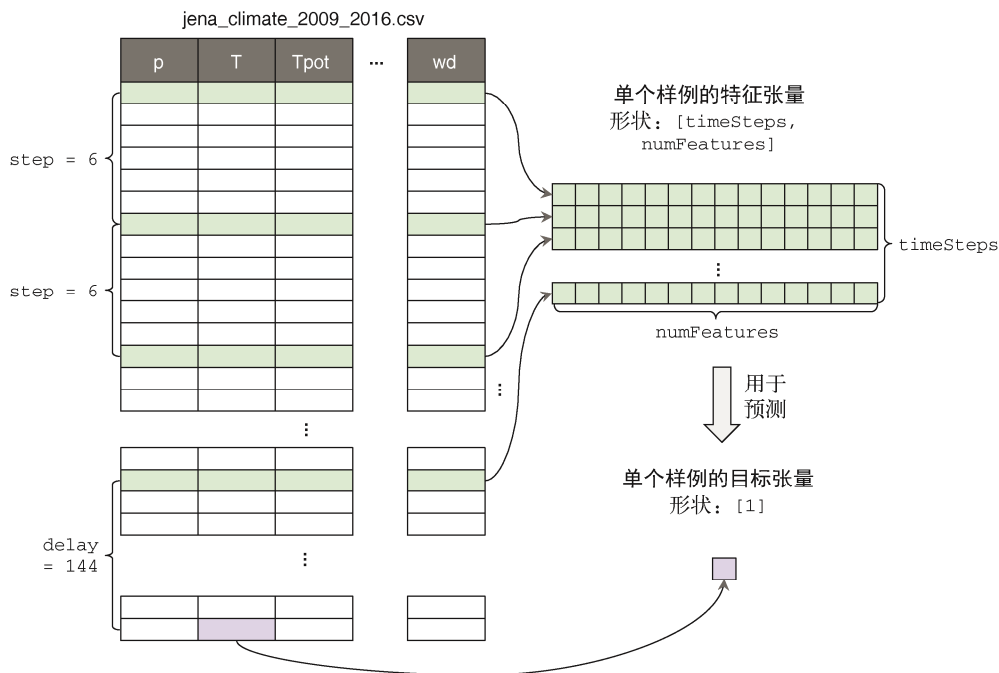 jena_climate_2009_2016.csv
p T Tpot ... wd
单个样例的特征张量
形状：[timeSteps,
numFeatures]
step = 6
timeSteps
...
step = 6
numFeatures
...
用于
预测
...
单个样例的目标张量
形状：[1]
delay
= 144
...